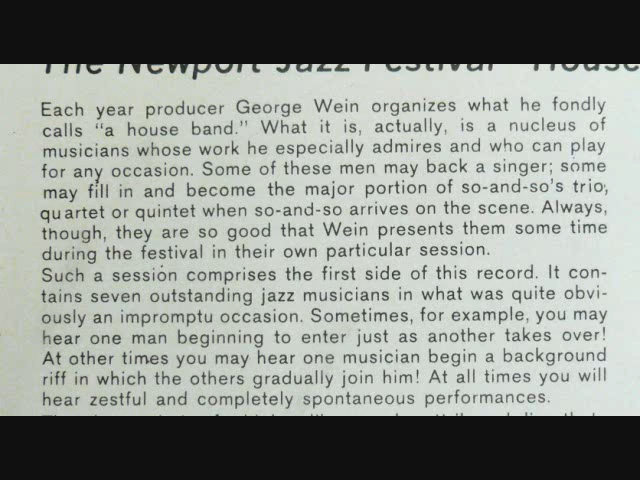 The Newport Jazz Festival House
Each year producer George Wein organizes what he fondly
calls "a house band." What it is, actually, is a nucleus of
musicians whose work he especially admires and who can play
for any occasion. Some of these men may back a singer; some
may fill in and become the major portion of so-and-so's trio,
quartet or quintet when so-and-so arrives on the scene. Always,
though, they are so good that Wein presents them some time
during the festival in their own particular session.
Such a session comprises the first side of this record. It con-
tains seven outstanding jazz musicians in what was quite obvi-
ously an impromptu occasion. Sometimes, for example, you may
hear one man beginning to enter just as another takes over!
At other times you may hear one musician begin a background
riff in which the others gradually join him! At all times you will
hear zestful and completely spontaneous performances.